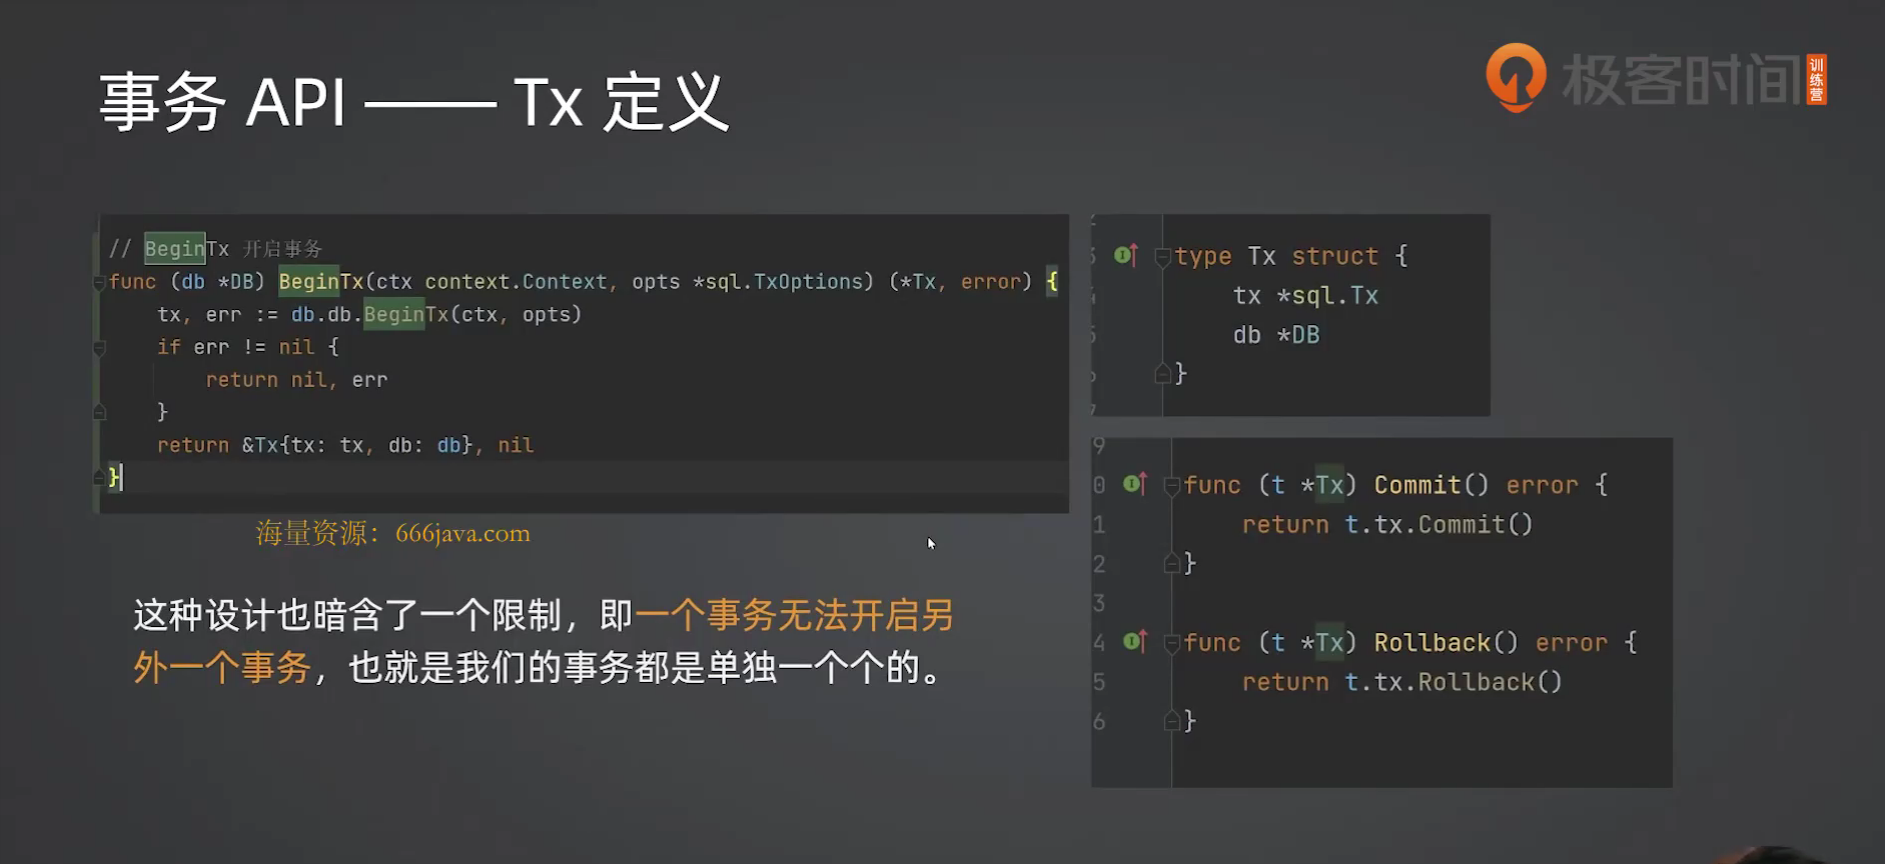 事务 API —— Tx 定义
极客时间
训练营
// BeginTx 开启事务
func (db *DB) BeginTx(ctx context.Context, opts *sql.TxOptions) (*Tx, error) {
tx, err := db.db.BeginTx(ctx, opts)
if err != nil {
return nil, err
}
return &Tx{tx: tx, db: db}, nil
}
海量资源：666java.com
这种设计也暗含了一个限制，即一个事务无法开启另
外一个事务，也就是我们的事务都是单独一个个的。
type Tx struct {
tx *sql.Tx
db *DB
}
9
0 func (t *Tx) Commit() error {
1 return t.tx.Commit()
2 }
3
4 func (t *Tx) Rollback() error {
5 return t.tx.Rollback()
6 }